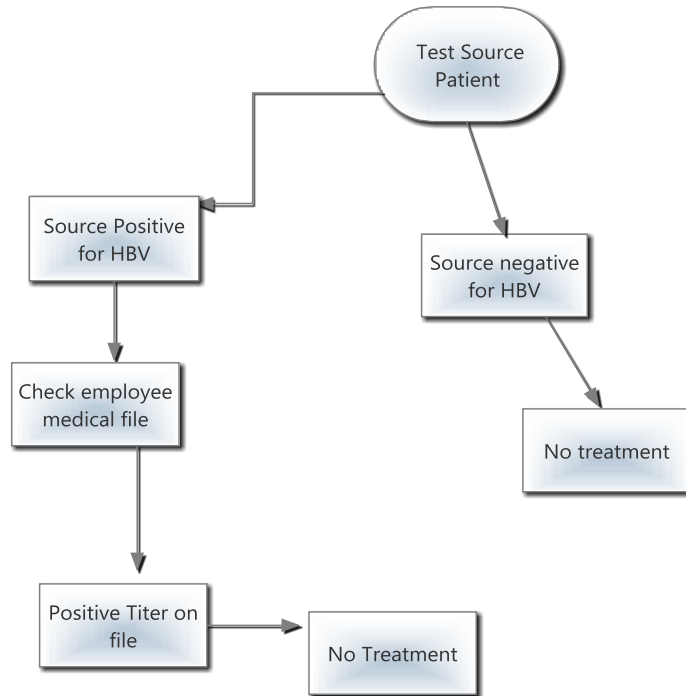 Test Source
Patient
Source Positive
for HBV
Source negative
for HBV
Check employee
medical file
No treatment
Positive Titer on
file
No Treatment